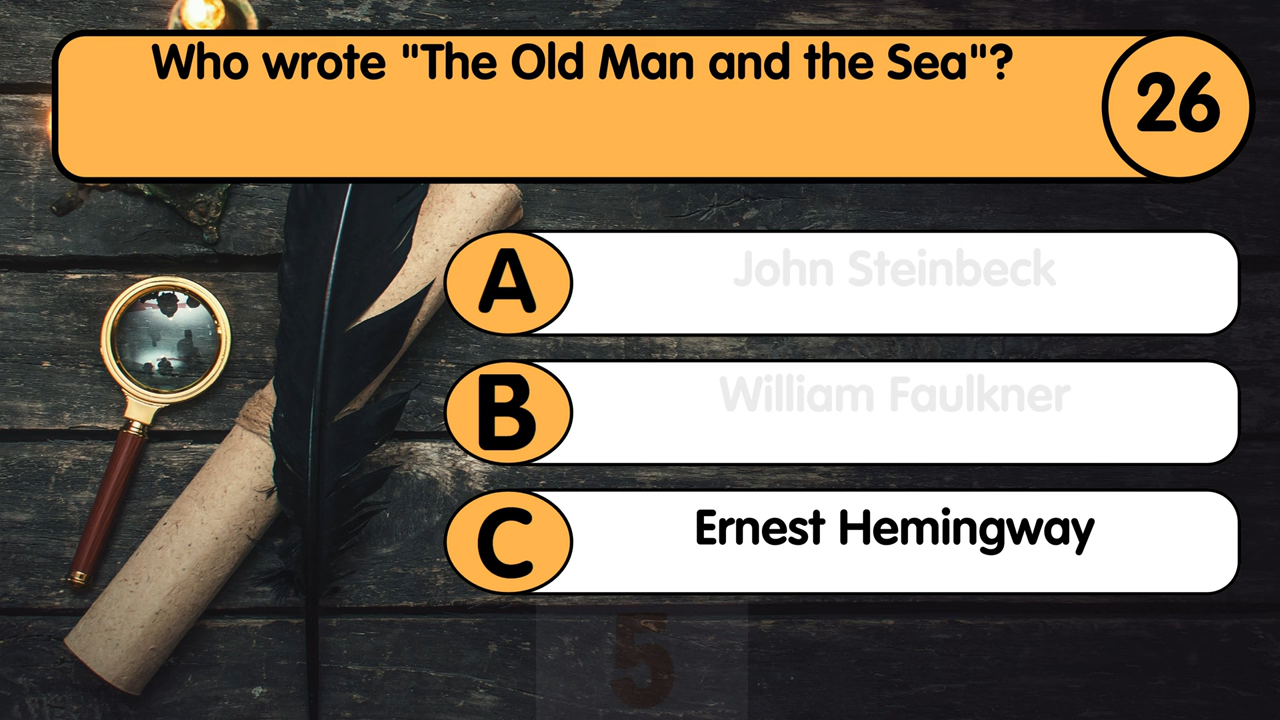 Who wrote "The Old Man and the Sea"?
26
A
John Steinbeck
B
William Faulkner
C
Ernest Hemingway
5